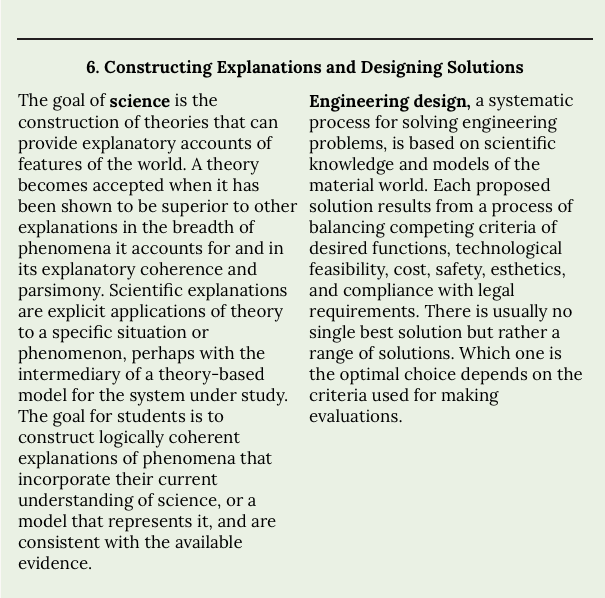 6. Constructing Explanations and Designing Solutions
The goal of science is the
construction of theories that can
provide explanatory accounts of
features of the world. A theory
becomes accepted when it has
been shown to be superior to other
explanations in the breadth of
phenomena it accounts for and in
its explanatory coherence and
parsimony. Scientific explanations
are explicit applications of theory
to a specific situation or
phenomenon, perhaps with the
intermediary of a theory-based
model for the system under study.
The goal for students is to
construct logically coherent
explanations of phenomena that
incorporate their current
understanding of science, or a
model that represents it, and are
consistent with the available
evidence.
Engineering design, a systematic
process for solving engineering
problems, is based on scientific
knowledge and models of the
material world. Each proposed
solution results from a process of
balancing competing criteria of
desired functions, technological
feasibility, cost, safety, esthetics,
and compliance with legal
requirements. There is usually no
single best solution but rather a
range of solutions. Which one is
the optimal choice depends on the
criteria used for making
evaluations.